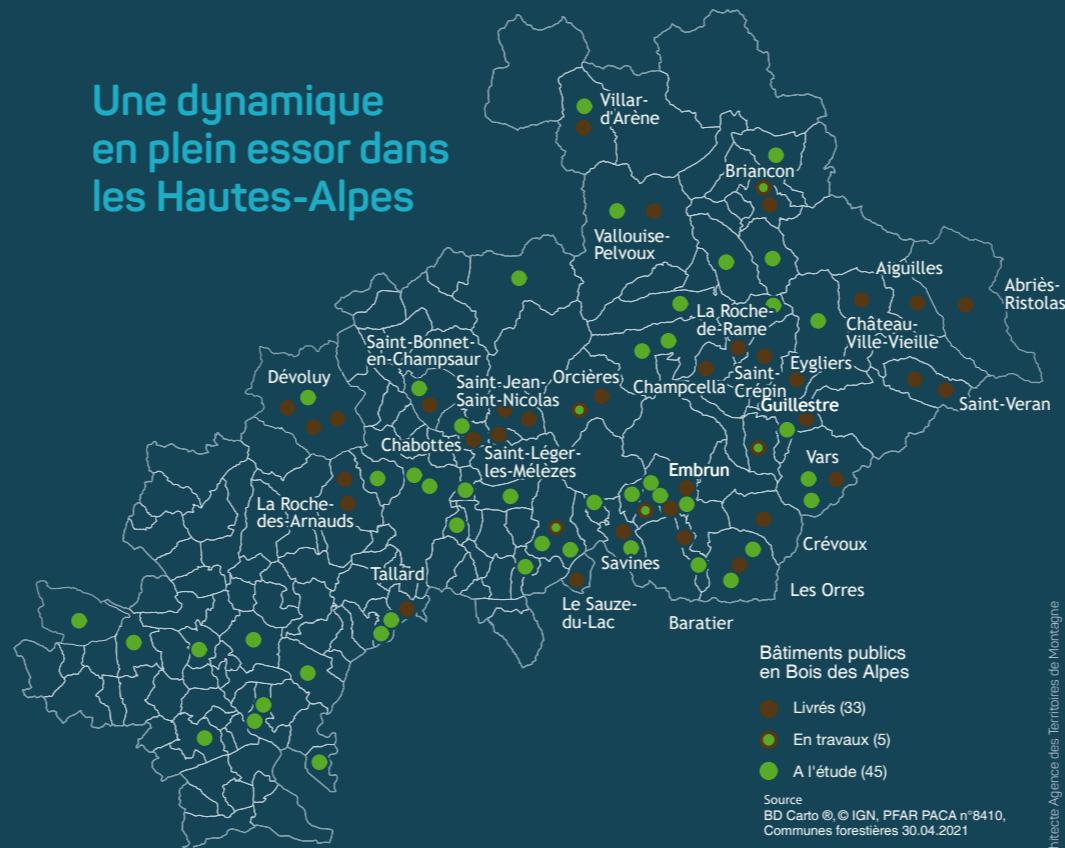 Une dynamique
en plein essor dans
les Hautes-Alpes
Villar-
d'Arène
Briancon
Vallouise-
Pelvoux
Aiguilles
Abriès-
Ristolas
La Roche-
de-Rame
Château-
Ville-Vieille
Saint-Bonnet-
en-Champsaur
Dévoluy
Saint-Jean-
Saint-Nicolas
Orcières
Champcella
Saint-
Crépin
Eygliers
Saint-Veran
Guillestre
Chabottes
Saint-Léger-
les-Mélèzes
Embrun
Vars
La Roche-
des-Arnauds
Crévoux
Savines
Tallard
Les Orres
Le Sauze-
du-Lac
Baratier
Bâtiments publics
en Bois des Alpes
Livrés (33)
En travaux (5)
A l'étude (45)
Source
BD Carto ®, © IGN, PFAR PACA n°8410,
Communes forestières 30.04.2021
hitecte Agence des Territoires de Montagne